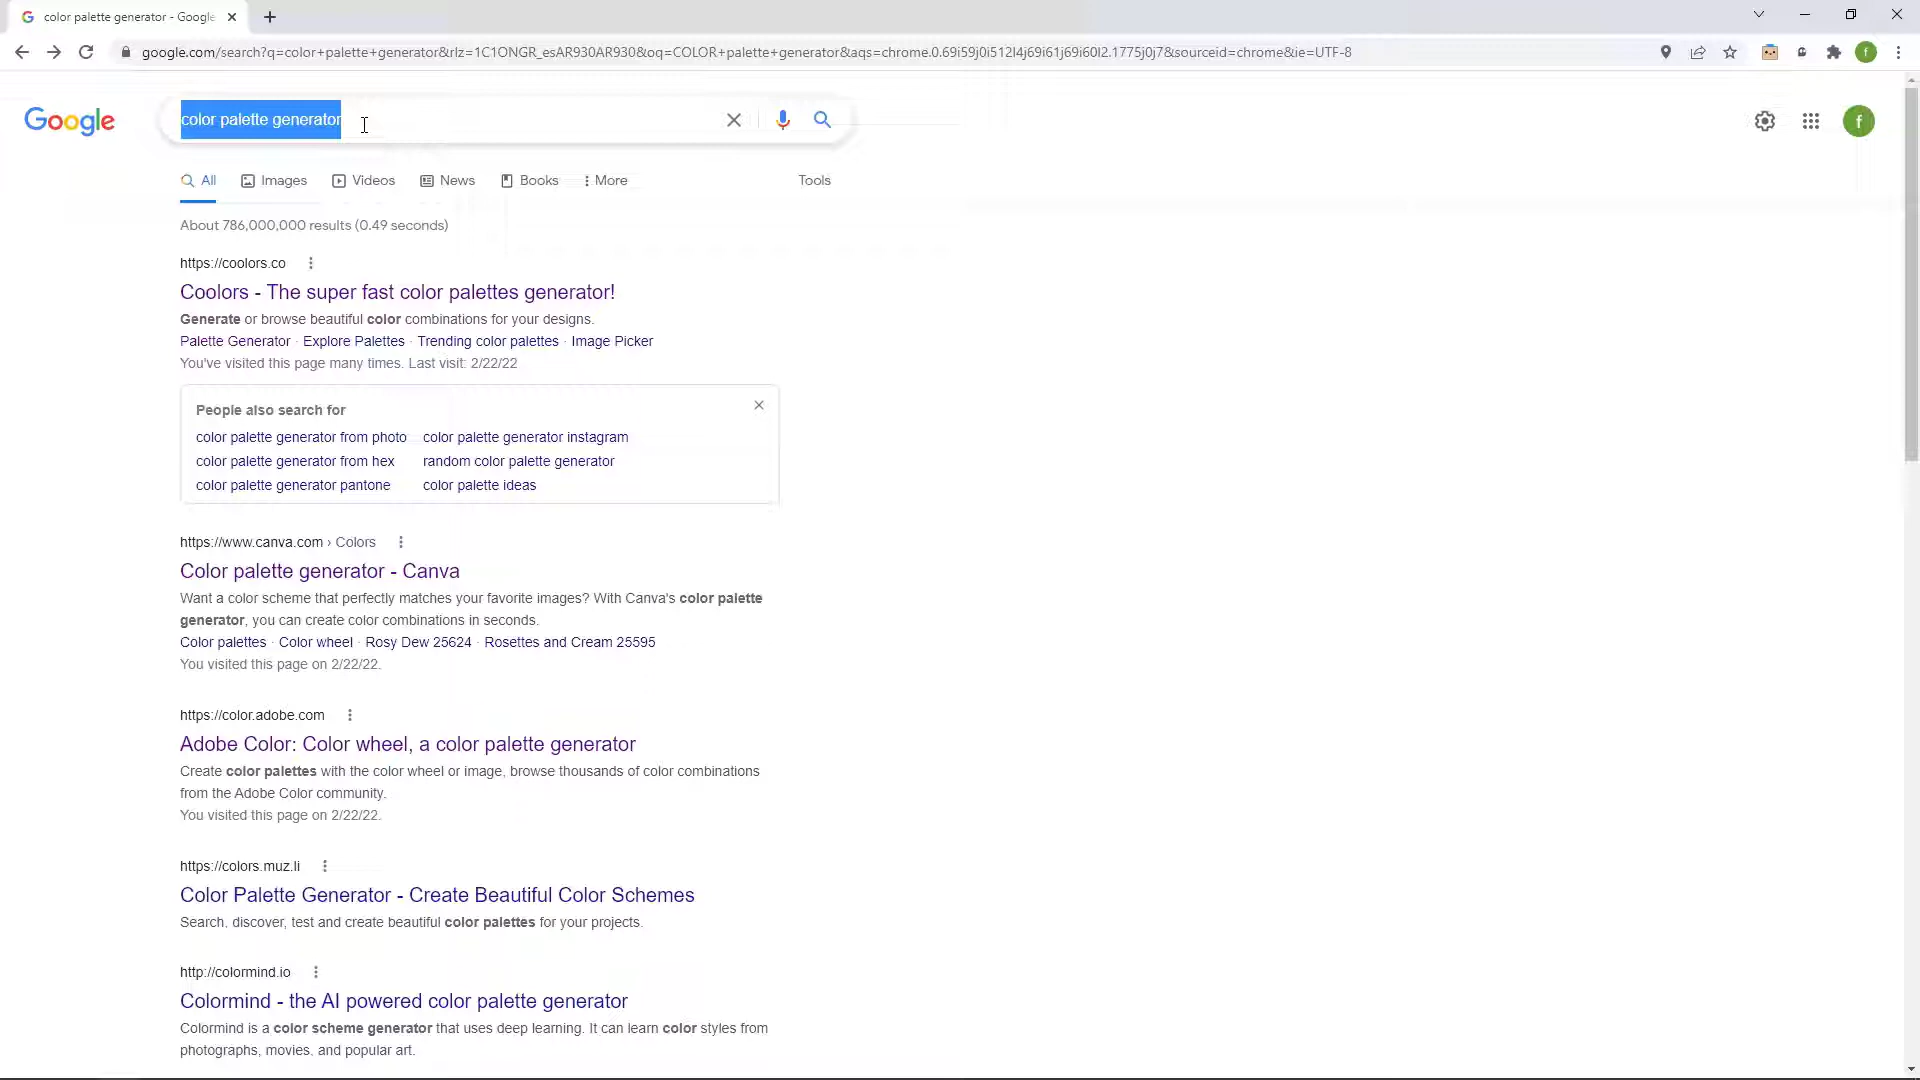 color palette generator - Google
google.com/search?q=color+palette+generator&rlz=1C1ONGR_esAR930AR930&oq=COLOR+palette+generator&aqs=chrome.0.69i59j0i512l4j69i61j69i60l2.1775j0j7&sourceid=chrome&ie=UTF-8
f
Google
color palette generator
f
All
Images
Videos
News
Books
More
Tools
About 786,000,000 results (0.49 seconds)
https://coolors.co
Coolors - The super fast color palettes generator!
Generate or browse beautiful color combinations for your designs.
Palette Generator · Explore Palettes · Trending color palettes · Image Picker
You've visited this page many times. Last visit: 2/22/22
People also search for
color palette generator from photo color palette generator instagram
color palette generator from hex random color palette generator
color palette generator pantone color palette ideas
https://www.canva.com › Colors
Color palette generator - Canva
Want a color scheme that perfectly matches your favorite images? With Canva's color palette
generator, you can create color combinations in seconds.
Color palettes · Color wheel · Rosy Dew 25624 · Rosettes and Cream 25595
You visited this page on 2/22/22.
https://color.adobe.com
Adobe Color: Color wheel, a color palette generator
Create color palettes with the color wheel or image, browse thousands of color combinations
from the Adobe Color community.
You visited this page on 2/22/22.
https://colors.muz.li
Color Palette Generator - Create Beautiful Color Schemes
Search, discover, test and create beautiful color palettes for your projects.
http://colormind.io
Colormind - the AI powered color palette generator
Colormind is a color scheme generator that uses deep learning. It can learn color styles from
photographs, movies, and popular art.